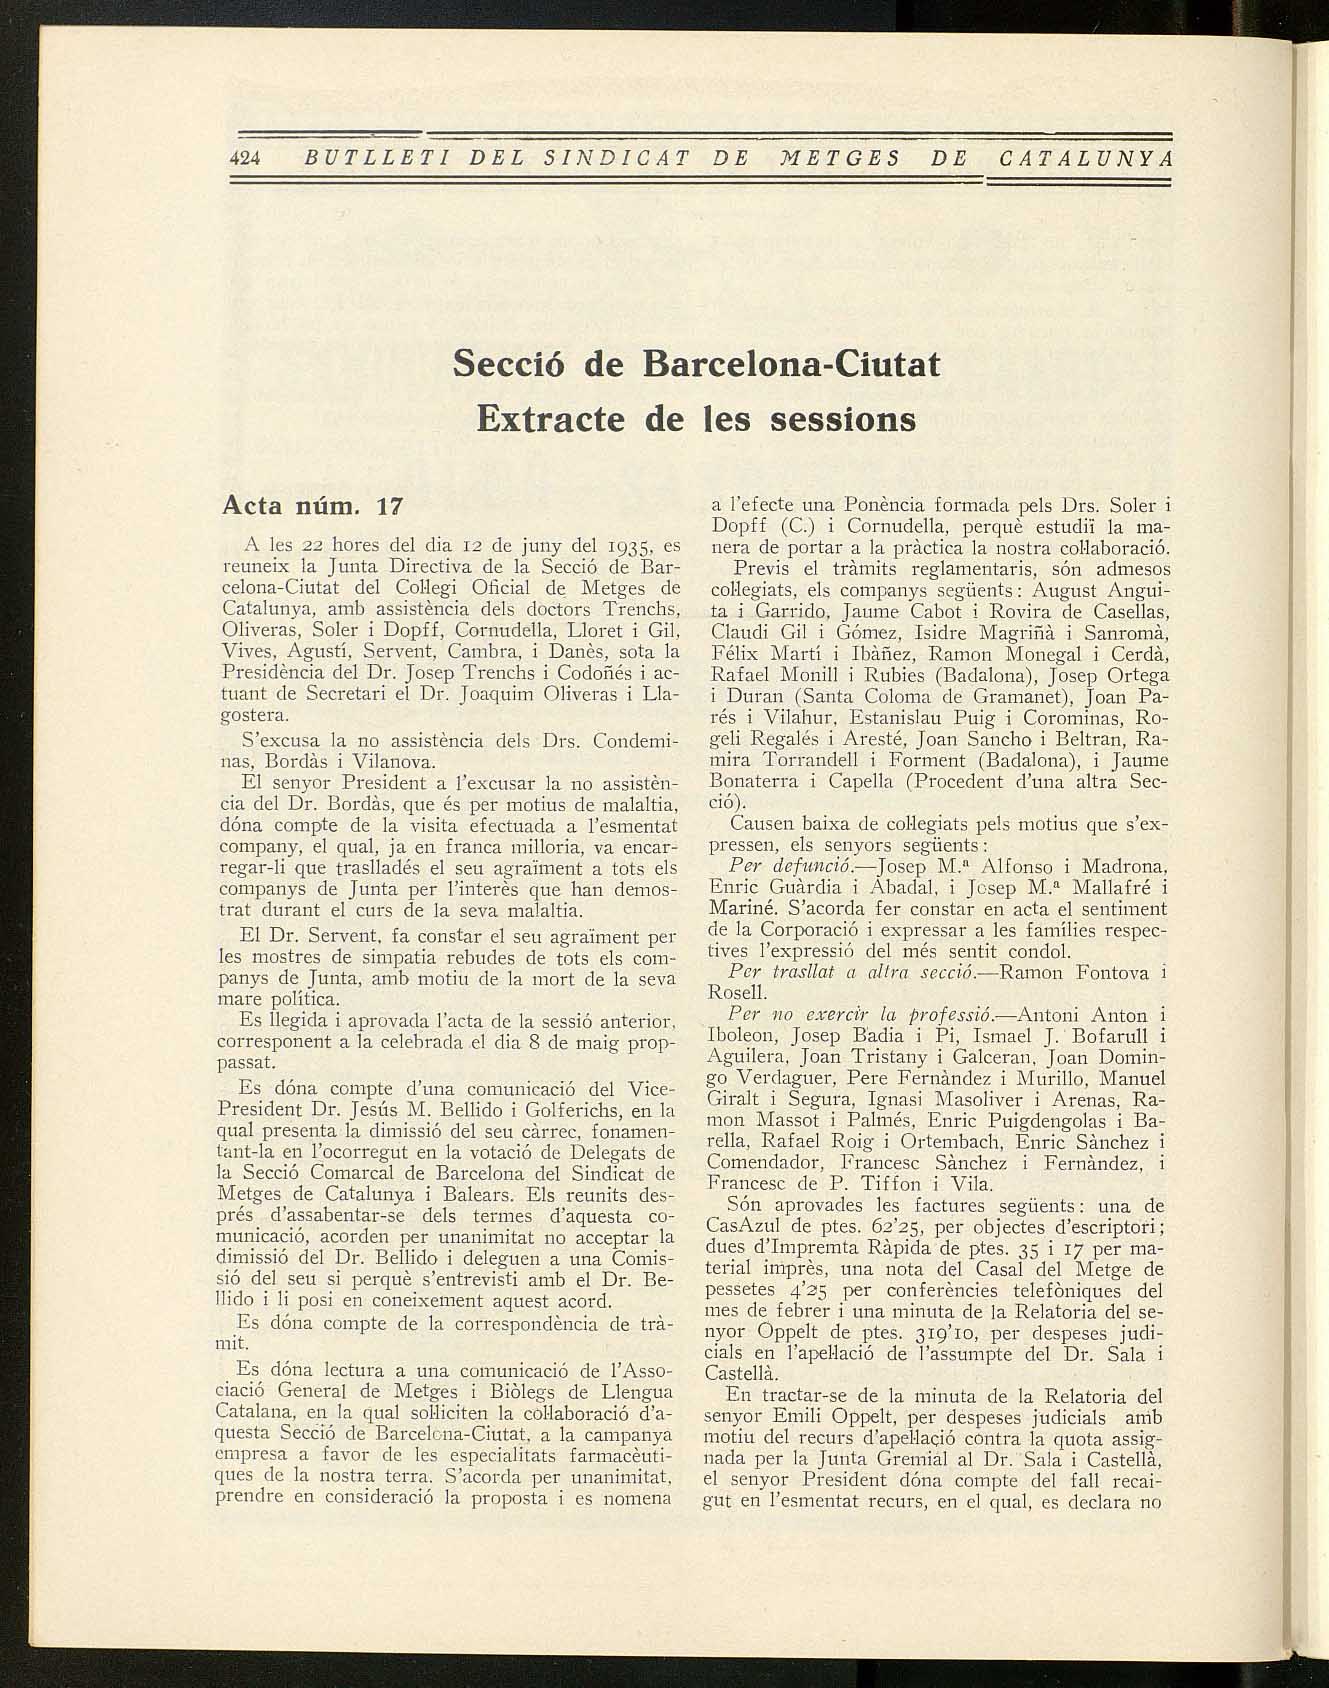 424 BUTLLETI DEL SINDICAT DE METGES DE CATALUNYA
Secció de Barcelona-Ciutat
Extracte de les sessions
Acta núm. 17
A les 22 hores del dia 12 de juny del 1935, es
reuneix la Junta Directiva de la Secció de Bar-
celona-Ciutat del Col·legi Oficial de Metges de
Catalunya, amb assistència dels doctors Trenchs,
Oliveras, Soler i Dopff, Cornudella, Lloret i Gil,
Vives, Agustí, Servent, Cambra, i Danès, sota la
Presidència del Dr. Josep Trenchs i Codoñés i ac-
tuant de Secretari el Dr. Joaquim Oliveras i Lla-
gostera.
S'excusa la no assistència dels Drs. Condemi-
nas, Bordàs i Vilanova.
El senyor President a l'excusar la no assistèn-
cia del Dr. Bordàs, que és per motius de malaltia,
dóna compte de la visita efectuada a l'esmentat
company, el qual, ja en franca milloria, va encar-
regar-li que traslladés el seu agraïment a tots els
companys de Junta per l'interès que han demos-
trat durant el curs de la seva malaltia.
El Dr. Servent, fa constar el seu agraïment per
les mostres de simpatia rebudes de tots els com-
panys de Junta, amb motiu de la mort de la seva
mare política.
Es llegida i aprovada l'acta de la sessió anterior,
corresponent a la celebrada el dia 8 de maig prop-
passat.
Es dóna compte d'una comunicació del Vice-
President Dr. Jesús M. Bellido i Golferichs, en la
qual presenta la dimissió del seu càrrec, fonamen-
tant-la en l'ocorregut en la votació de Delegats de
la Secció Comarcal de Barcelona del Sindicat de
Metges de Catalunya i Balears. Els reunits des-
prés d'assabentar-se dels termes d'aquesta co-
municació, acorden per unanimitat no acceptar la
dimissió del Dr. Bellido i deleguen a una Comis-
sió del seu si perquè s'entrevisti amb el Dr. Be-
llido i li posi en coneixement aquest acord.
Es dóna compte de la correspondència de trà-
mit.
Es dóna lectura a una comunicació de l'Asso-
ciació General de Metges i Biòlegs de Llengua
Catalana, en la qual sol·liciten la col·laboració d'a-
questa Secció de Barcelona-Ciutat, a la campanya
empresa a favor de les especialitats farmacèuti-
ques de la nostra terra. S'acorda per unanimitat,
prendre en consideració la proposta i es nomena
a l'efecte una Ponència formada pels Drs. Soler i
Dopff (C.) i Cornudella, perquè estudiï la ma-
nera de portar a la pràctica la nostra col·laboració.
Previs el tràmits reglamentaris, són admesos
col·legiats, els companys següents: August Angui-
ta i Garrido, Jaume Cabot i Rovira de Casellas,
Claudi Gil i Gómez, Isidre Magriñà i Sanromà,
Félix Martí i Ibàñez, Ramon Monegal i Cerdà,
Rafael Monill i Rubies (Badalona), Josep Ortega
i Duran (Santa Coloma de Gramanet), Joan Pa-
rés i Vilahur, Estanislau Puig i Corominas, Ro-
geli Regalés i Aresté, Joan Sancho i Beltran, Ra-
mira Torrandell i Forment (Badalona), i Jaume
Bonaterra i Capella (Procedent d'una altra Sec-
ció).
Causen baixa de col·legiats pels motius que s'ex-
pressen, els senyors següents:
Per defunció.—Josep M.ª Alfonso i Madrona,
Enric Guàrdia i Abadal, i Josep M.ª Mallafré i
Mariné. S'acorda fer constar en acta el sentiment
de la Corporació i expressar a les famílies respec-
tives l'expressió del més sentit condol.
Per trasllat a altra secció.—Ramon Fontova i
Rosell.
Per no exercir la professió.—Antoni Anton i
Iboleon, Josep Badia i Pi, Ismael J. Bofarull i
Aguilera, Joan Tristany i Galceran, Joan Domin-
go Verdaguer, Pere Fernàndez i Murillo, Manuel
Giralt i Segura, Ignasi Masoliver i Arenas, Ra-
mon Massot i Palmés, Enric Puigdengolas i Ba-
rella, Rafael Roig i Ortembach, Enric Sànchez i
Comendador, Francesc Sànchez i Fernàndez, i
Francesc de P. Tiffon i Vila.
Són aprovades les factures següents: una de
CasAzul de ptes. 62'25, per objectes d'escriptori;
dues d'Impremta Ràpida de ptes. 35 i 17 per ma-
terial imprès, una nota del Casal del Metge de
pessetes 4'25 per conferències telefòniques del
mes de febrer i una minuta de la Relatoria del se-
nyor Oppelt de ptes. 319'10, per despeses judi-
cials en l'apel·lació de l'assumpte del Dr. Sala i
Castellà.
En tractar-se de la minuta de la Relatoria del
senyor Emili Oppelt, per despeses judicials amb
motiu del recurs d'apel·lació contra la quota assig-
nada per la Junta Gremial al Dr. Sala i Castellà,
el senyor President dóna compte del fall recai-
gut en l'esmentat recurs, en el qual, es declara no